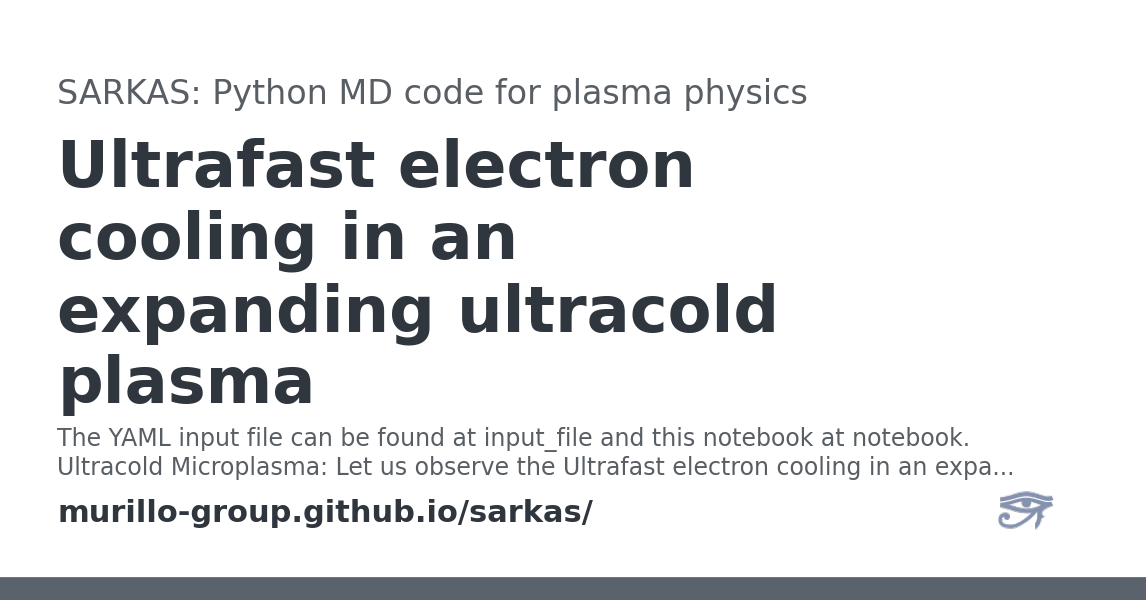 SARKAS: Python MD code for plasma physics
Ultrafast electron
cooling in an
expanding ultracold
plasma
The YAML input file can be found at input_file and this notebook at notebook.
Ultracold Microplasma: Let us observe the Ultrafast electron cooling in an expa...
murillo-group.github.io/sarkas/